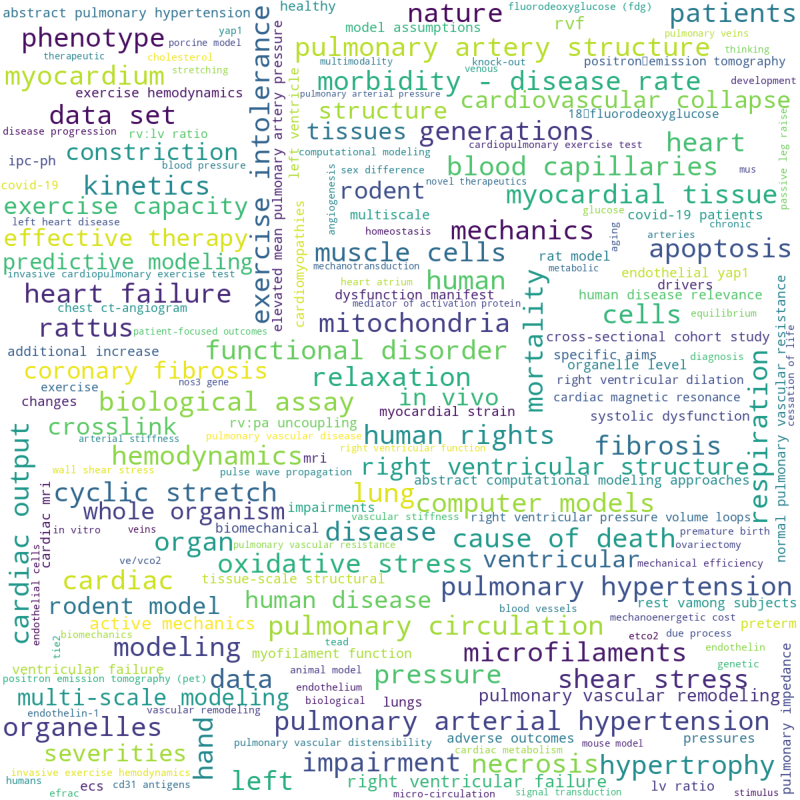 abstract pulmonary hypertension
healthy
nature
fluorodeoxyglucose (fdg)
patients
phenotype
yap1
porcine model
model assumptions
rvf
pulmonary veins
therapeutic
cholesterol
pulmonary artery structure
thinking
myocardium
stretching
multimodality
knock-out
positron▯emission tomography
exercise hemodynamics
venous
morbidity - disease rate
development
data set
pulmonary arterial pressure
cardiovascular collapse
structure
18▯fluorodeoxyglucose
disease progression
rv:lv ratio
tissues
generations
heart
constriction
cardiopulmonary exercise test
ipc-ph
blood pressure
computational modeling
blood capillaries
covid-19
kinetics
sex difference
novel therapeutics
mus
rodent
myocardial tissue
exercise capacity
glucose
left heart disease
multiscale
covid-19 patients
chronic
effective therapy
homeostasis
mechanics
arteries
muscle cells
apoptosis
predictive modeling
rat model
invasive cardiopulmonary exercise test
mechanotransduction
metabolic
endothelial yap1
heart failure
heart atrium
human
drivers
dysfunction manifest
human disease relevance
chest ct-angiogram
mediator of activation protein
cells
equilibrium
rattus
patient-focused outcomes
mitochondria
cross-sectional cohort study
additional increase
functional disorder
specific aims
diagnosis
coronary fibrosis
relaxation
organelle level
exercise
nos3 gene
right ventricular dilation
changes
biological assay
in vivo
cardiac magnetic resonance
myocardial strain
systolic dysfunction
crosslink
rv:pa uncoupling
human rights
arterial stiffness
pulmonary vascular disease
fibrosis
hemodynamics
mri
right ventricular function
wall shear stress
pulse wave propagation
right ventricular structure
cyclic stretch
impairments
lung
abstract computational modeling approaches
whole organism
computer models
vascular stiffness
right ventricular pressure volume loops
in vitro
veins
biomechanical
disease
cause of death
premature birth
organ
ovariectomy
pulmonary vascular resistance
ve/vco2
oxidative stress
ventricular
mechanical efficiency
cardiac
tissue-scale structural
pulmonary hypertension
rodent model
human disease
rest vamong subjects
blood vessels
active mechanics
pulmonary circulation
mechanoenergetic cost
preterm
biomechanics
tead
etco2
due process
endothelin
modeling
myofilament function
microfilaments
genetic
ventricular failure
animal model
data
pressure
shear stress
positron emission tomography (pet)
endothelium
multi-scale modeling
biological
lungs
pulmonary vascular remodeling
endothelin-1
vascular remodeling
organelles
pulmonary arterial hypertension
adverse outcomes
pressures
pulmonary vascular distensibility
severities
cardiac metabolism
mouse model
impairment
necrosis
hypertrophy
invasive exercise hemodynamics
humans
ecs
cd31 antigens
left
right ventricular failure
lv ratio
efrac
micro-circulation
signal transduction
stimulus
exercise intolerance
elevated mean pulmonary artery pressure
left ventricle
cardiomyopathies
angiogenesis
aging
passive leg raise
mortality
respiration
normal pulmonary vascular resistance
cessation of life
cardiac output
endothelial cells
cardiac mri
tie2
hand
pulmonary impedance